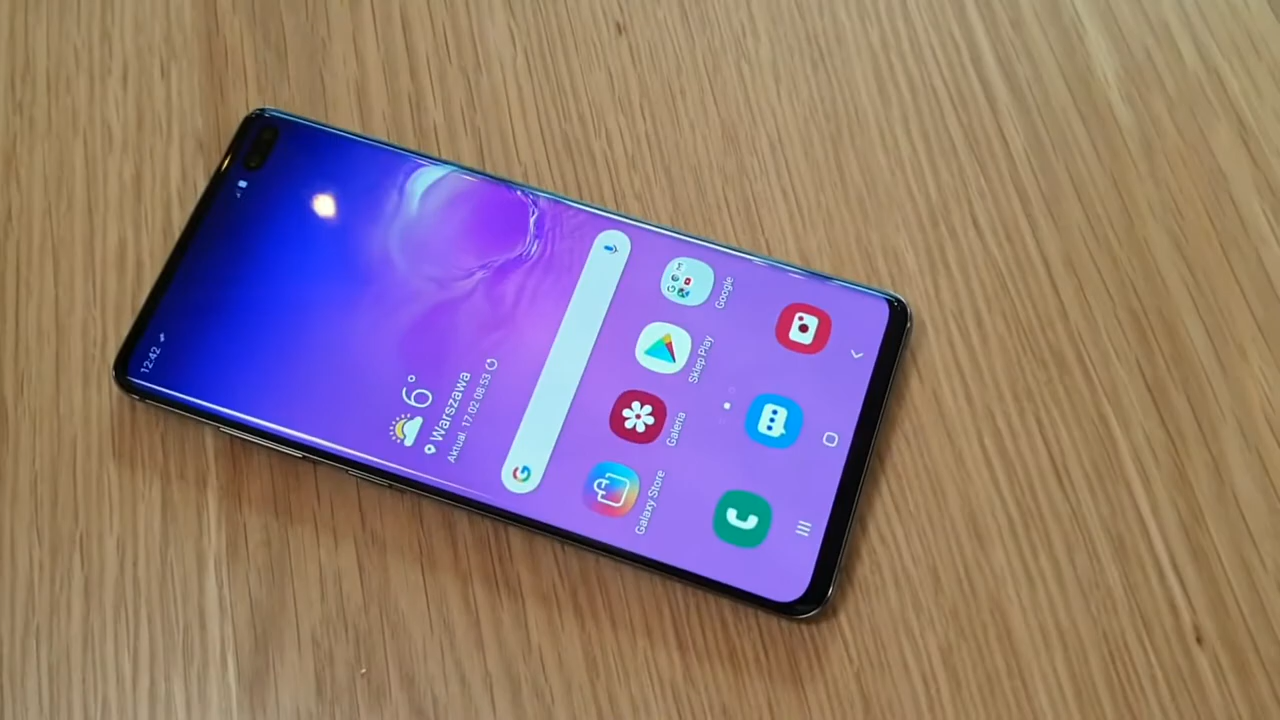 12:42
6°
Warszawa
Aktual. 17.02 08:53
Galaxy Store
Galeria
Sklep Play
Google